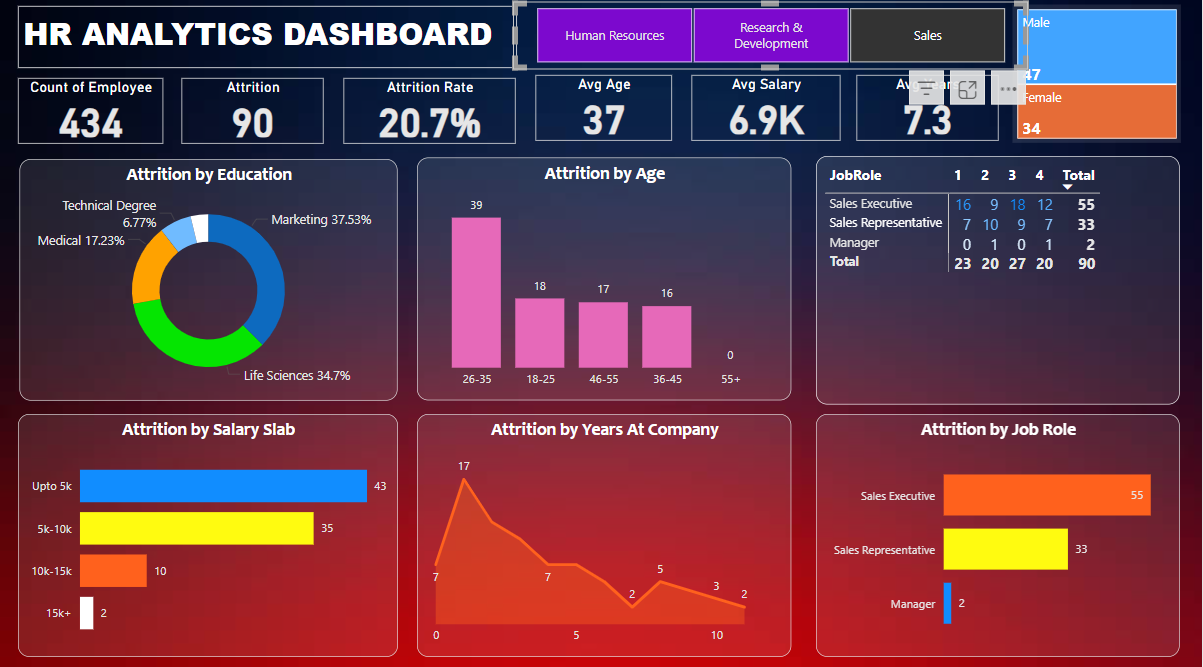 HR ANALYTICS DASHBOARD
Human Resources
Research &
Development
Sales
Male
47
Female
34
Count of Employee
434
Attrition
90
Attrition Rate
20.7%
Avg Age
37
Avg Salary
6.9K
7.3
Attrition by Education
Technical Degree
6.77%
Marketing 37.53%
Medical 17.23%
Life Sciences 34.7%
Attrition by Age
39
18
17
16
0
26-35 18-25 46-55 36-45 55+
JobRole 1 2 3 4 Total
Sales Executive 16 9 18 12 55
Sales Representative 7 10 9 7 33
Manager 0 1 0 1 2
Total 23 20 27 20 90
Attrition by Salary Slab
Upto 5k 43
5k-10k 35
10k-15k 10
15k+ 2
Attrition by Years At Company
17
7
7
2
5
3
2
0 5 10
Attrition by Job Role
Sales Executive 55
Sales Representative 33
Manager 2